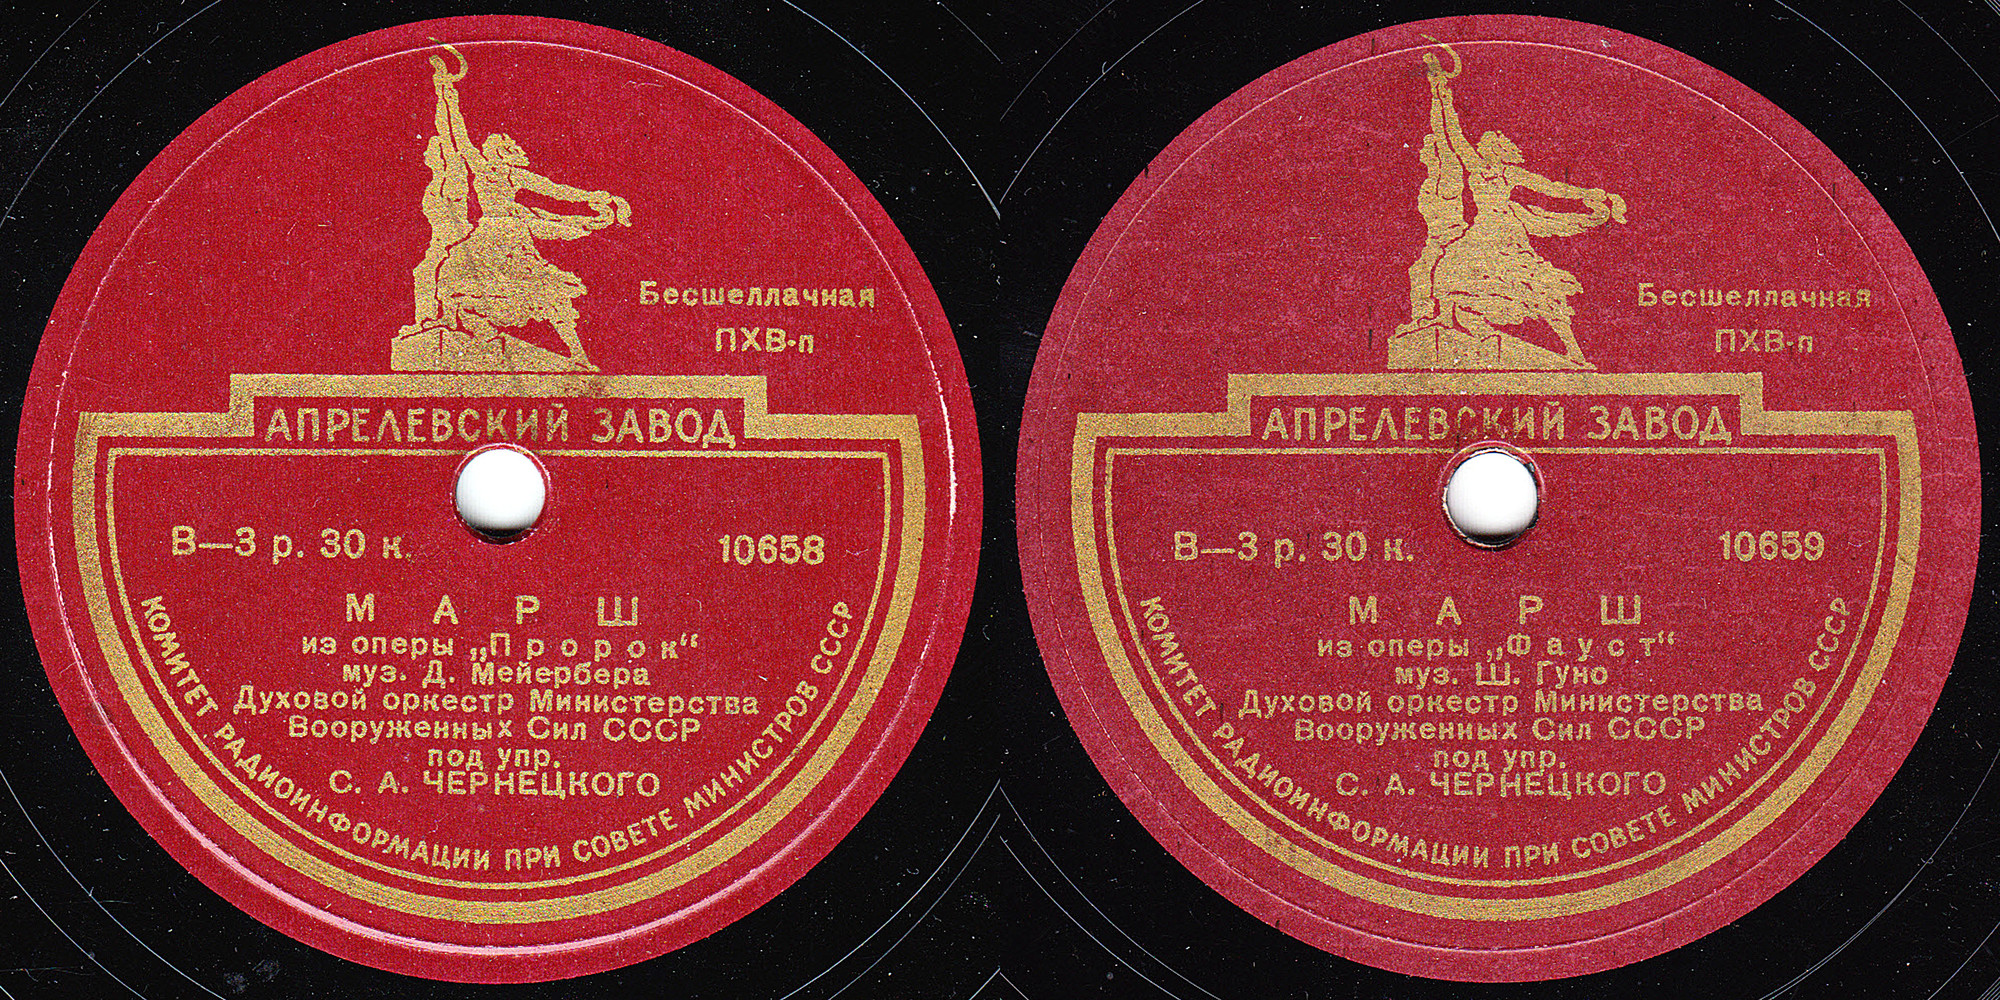 Бесшеллачная
ПХВ-п
АПРЕЛЕВСКИЙ ЗАВОД
В—3 р. 30 к.
10658
М А Р Ш
из оперы „Пророк“
муз. Д. Мейербера
Духовой оркестр Министерства
Вооруженных Сил СССР
под упр.
С. А. ЧЕРНЕЦКОГО
КОМИТЕТ РАДИОИНФОРМАЦИИ ПРИ СОВЕТЕ МИНИСТРОВ СССР
Бесшеллачная
ПХВ-п
АПРЕЛЕВСКИЙ ЗАВОД
В—3 р. 30 к.
10659
М А Р Ш
из оперы „Фауст“
муз. Ш. Гуно
Духовой оркестр Министерства
Вооруженных Сил СССР
под упр.
С. А. ЧЕРНЕЦКОГО
КОМИТЕТ РАДИОИНФОРМАЦИИ ПРИ СОВЕТЕ МИНИСТРОВ СССР